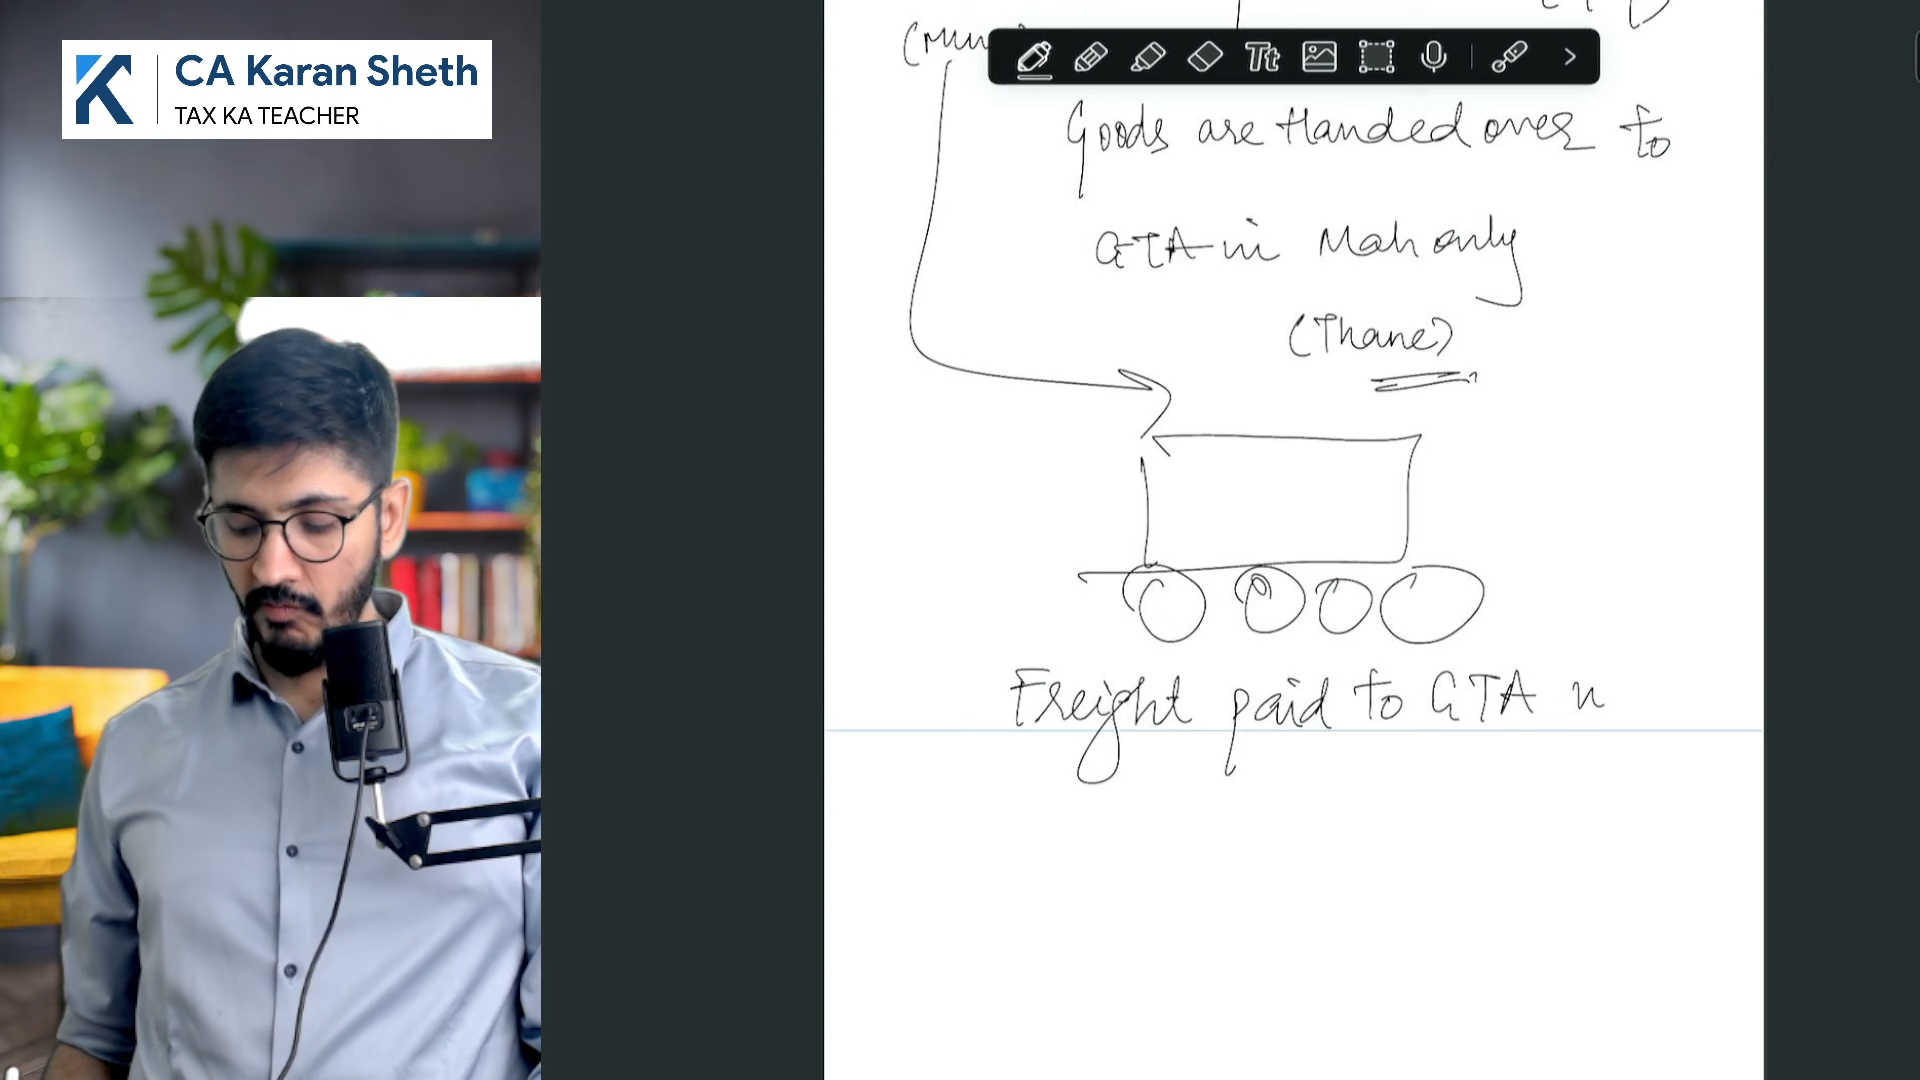 CA Karan Sheth
TAX KA TEACHER
Tt
Goods are Handed over to
GTA in Mah only
(Thane)
Freight paid to GTA